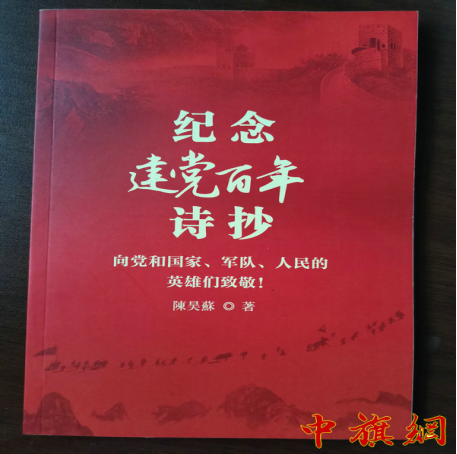 纪念
建党百年
诗抄
向党和国家、军队、人民的
英雄们致敬！
陳昊蘇 ◎ 著
中旗網